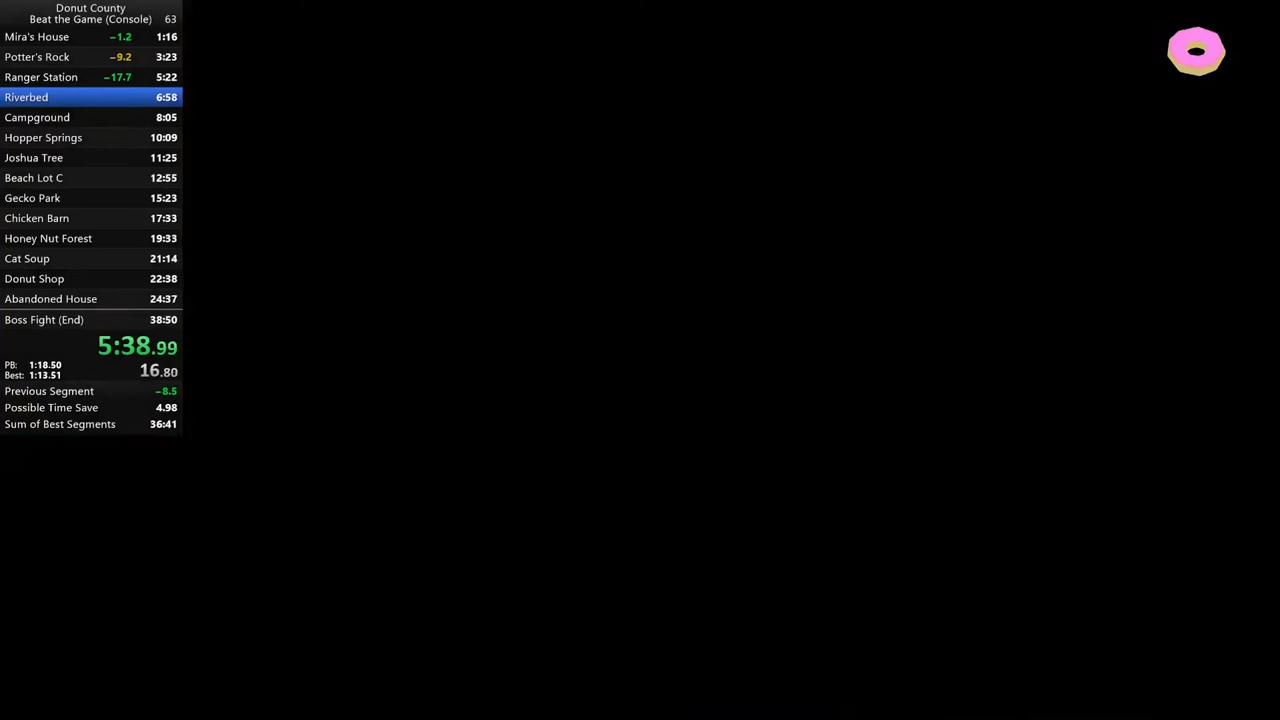 Donut County
Beat the Game (Console) 63
Mira's House −1.2 1:16
Potter's Rock −9.2 3:23
Ranger Station −17.7 5:22
Riverbed 6:58
Campground 8:05
Hopper Springs 10:09
Joshua Tree 11:25
Beach Lot C 12:55
Gecko Park 15:23
Chicken Barn 17:33
Honey Nut Forest 19:33
Cat Soup 21:14
Donut Shop 22:38
Abandoned House 24:37
Boss Fight (End) 38:50
5:38.99
PB: 1:18.50 16.80
Best: 1:13.51
Previous Segment −8.5
Possible Time Save 4.98
Sum of Best Segments 36:41